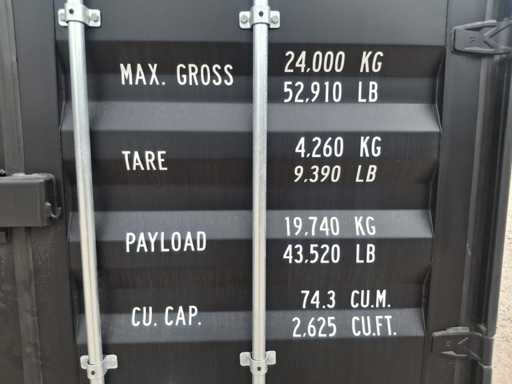 MAX. GROSS 24,000 KG
52,910 LB
TARE 4,260 KG
9,390 LB
PAYLOAD 19,740 KG
43,520 LB
CU. CAP. 74.3 CU.M.
2,625 CU.FT.